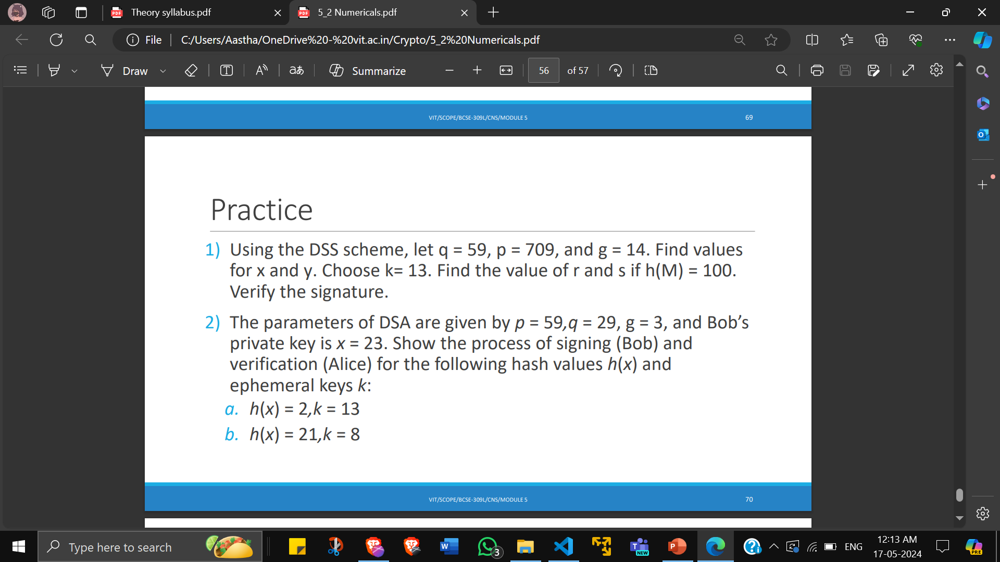 Theory syllabus.pdf
5_2 Numericals.pdf
File
C:/Users/Aastha/OneDrive%20-%20vit.ac.in/Crypto/5_2%20Numericals.pdf
Draw
Summarize
56
of 57
VIT/SCOPE/BCSE-309L/CNS/MODULE 5
69
Practice
1) Using the DSS scheme, let q = 59, p = 709, and g = 14. Find values
for x and y. Choose k= 13. Find the value of r and s if h(M) = 100.
Verify the signature.
2) The parameters of DSA are given by p = 59,q = 29, g = 3, and Bob’s
private key is x = 23. Show the process of signing (Bob) and
verification (Alice) for the following hash values h(x) and
ephemeral keys k:
a. h(x) = 2,k = 13
b. h(x) = 21,k = 8
VIT/SCOPE/BCSE-309L/CNS/MODULE 5
70
Type here to search
3
NEW
ENG
12:13 AM
17-05-2024
PRE